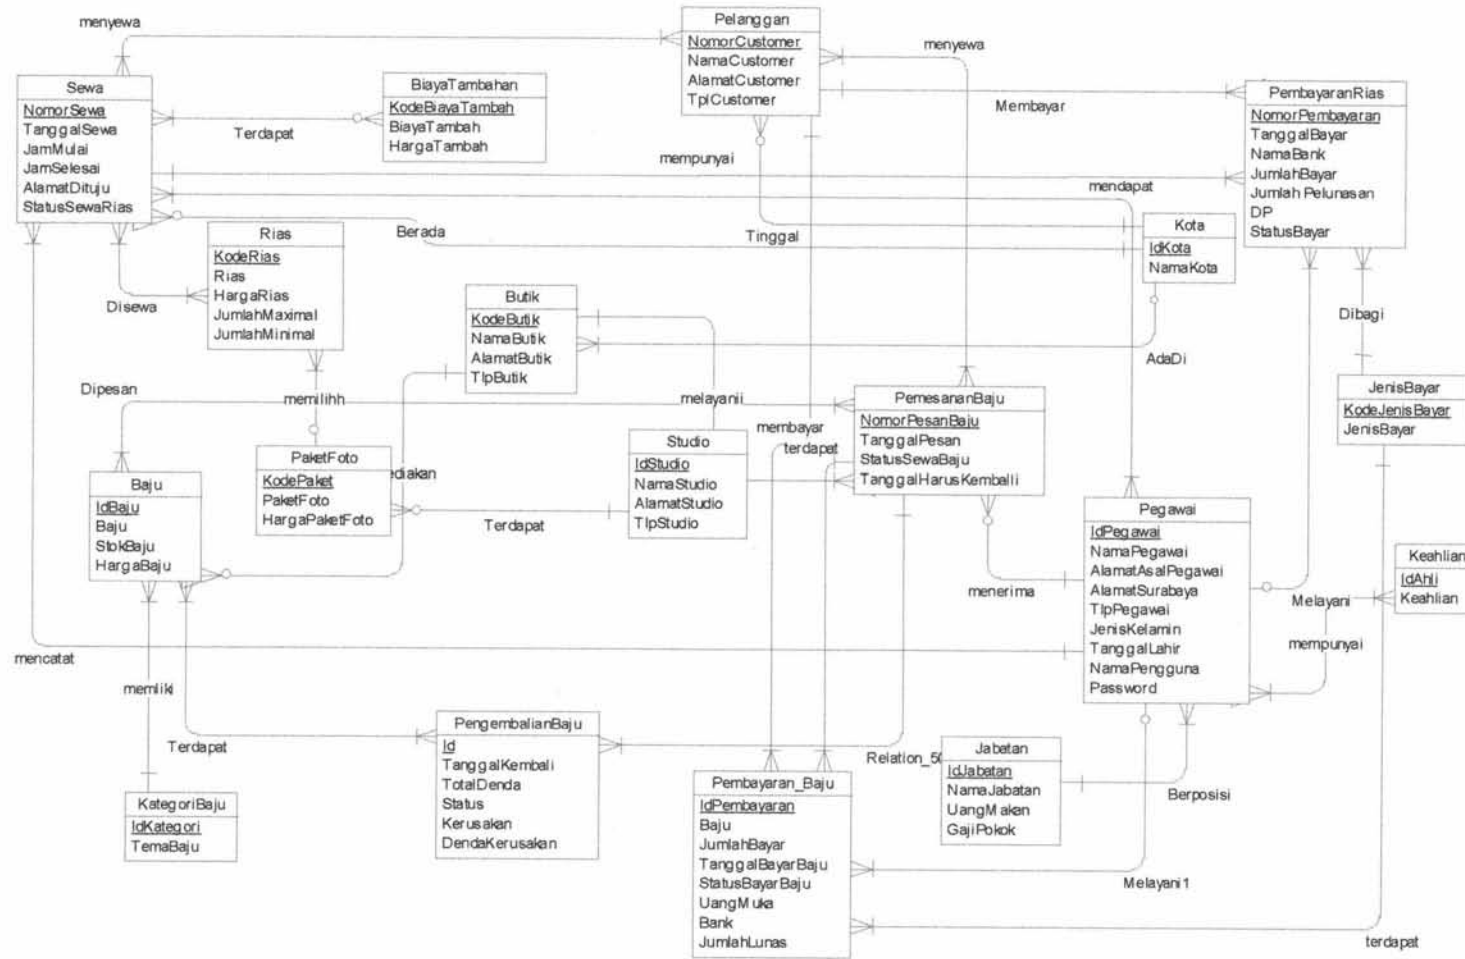 menyewa
Pelanggan
NomorCustomer
NamaCustomer
AlamatCustomer
TplCustomer
menyewa
Sewa
NomorSewa
TanggalSewa
JamMulai
JamSelesai
AlamatDituju
StatusSewaRias
BiayaTambahan
KodeBiayaTambah
BiayaTambah
HargaTambah
Terdapat
Membayar
PembayaranRias
NomorPembayaran
TanggalBayar
NamaBank
JumlahBayar
Jumlah Pelunasan
DP
StatusBayar
mempunyai
mendapat
Rias
KodeRias
Rias
HargaRias
JumlahMaximal
JumlahMinimal
Berada
Tinggal
Kota
IdKota
NamaKota
Disewa
Butik
KodeButik
NamaButik
AlamatButik
TlpButik
Dibagi
AdaDi
Dipesan
memilihh
melayanii
PemesananBaju
NomorPesanBaju
TanggalPesan
StatusSewaBaju
TanggalHarusKemballi
JenisBayar
KodeJenisBayar
JenisBayar
membayar
terdapat
Studio
IdStudio
NamaStudio
AlamatStudio
TlpStudio
PaketFoto
KodePaket
PaketFoto
HargaPaketFoto
ediakan
Terdapat
Baju
IdBaju
Baju
StokBaju
HargaBaju
Pegawai
IdPegawai
NamaPegawai
AlamatAsalPegawai
AlamatSurabaya
TlpPegawai
JenisKelamin
TanggalLahir
NamaPengguna
Password
Keahlian
IdAhli
Keahlian
menerima
Melayani
mempunyai
mencatat
memliki
Terdapat
PengembalianBaju
Id
TanggalKembali
TotalDenda
Status
Kerusakan
DendaKerusakan
Relation_50
Jabatan
IdJabatan
NamaJabatan
UangMakan
GajiPokok
Berposisi
KategoriBaju
IdKategori
TemaBaju
Pembayaran_Baju
IdPembayaran
Baju
JumlahBayar
TanggalBayarBaju
StatusBayarBaju
UangMuka
Bank
JumlahLunas
Melayani1
terdapat